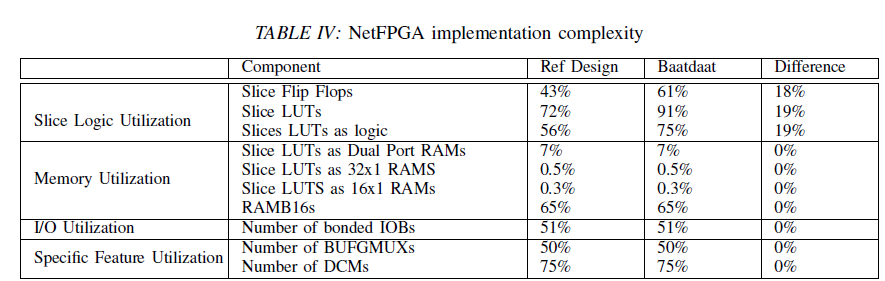 TABLE IV: NetFPGA implementation complexity
Component Ref Design Baatdaat Difference
Slice Logic Utilization Slice Flip Flops 43% 61% 18%
Slice LUTs 72% 91% 19%
Slices LUTs as logic 56% 75% 19%
Memory Utilization Slice LUTs as Dual Port RAMs 7% 7% 0%
Slice LUTs as 32x1 RAMS 0.5% 0.5% 0%
Slice LUTS as 16x1 RAMs 0.3% 0.3% 0%
RAMB16s 65% 65% 0%
I/O Utilization Number of bonded IOBs 51% 51% 0%
Specific Feature Utilization Number of BUFGMUXs 50% 50% 0%
Number of DCMs 75% 75% 0%